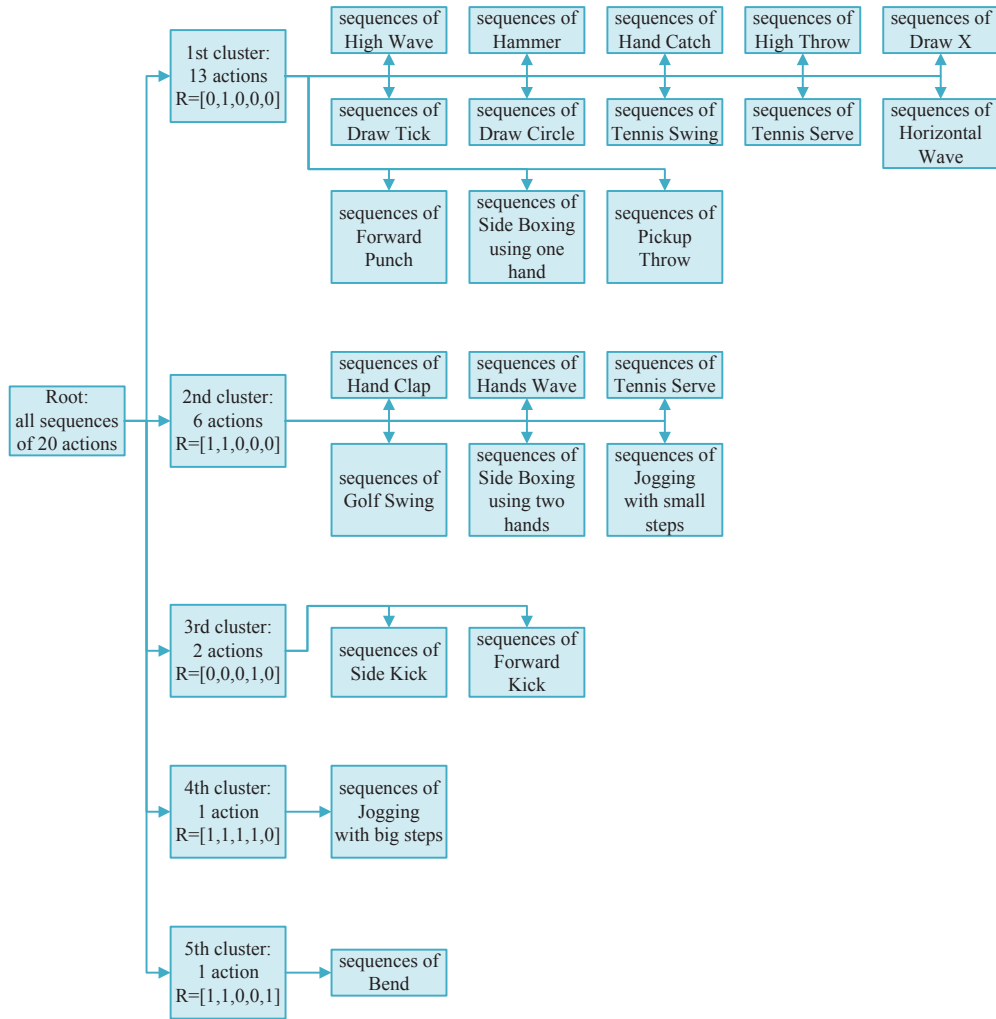 Root:
all sequences
of 20 actions
1st cluster:
13 actions
R=[0,1,0,0,0]
sequences of
High Wave
sequences of
Hammer
sequences of
Hand Catch
sequences of
High Throw
sequences of
Draw X
sequences of
Draw Tick
sequences of
Draw Circle
sequences of
Tennis Swing
sequences of
Tennis Serve
sequences of
Horizontal
Wave
sequences of
Forward
Punch
sequences of
Side Boxing
using one
hand
sequences of
Pickup
Throw
2nd cluster:
6 actions
R=[1,1,0,0,0]
sequences of
Hand Clap
sequences of
Hands Wave
sequences of
Tennis Serve
sequences of
Golf Swing
sequences of
Side Boxing
using two
hands
sequences of
Jogging
with small
steps
3rd cluster:
2 actions
R=[0,0,0,1,0]
sequences of
Side Kick
sequences of
Forward
Kick
4th cluster:
1 action
R=[1,1,1,1,0]
sequences of
Jogging
with big steps
5th cluster:
1 action
R=[1,1,0,0,1]
sequences of
Bend